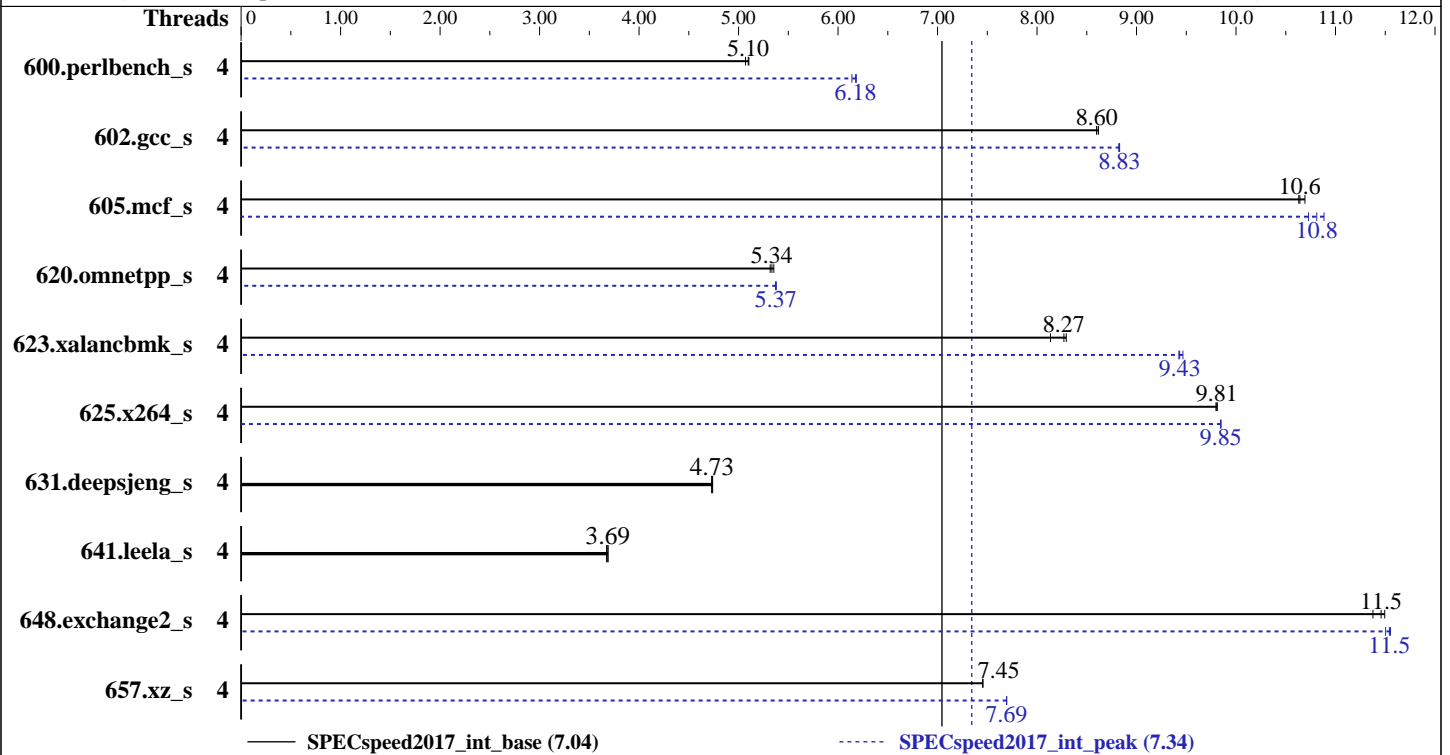 Threads 0 1.00 2.00 3.00 4.00 5.00 6.00 7.00 8.00 9.00 10.0 11.0 12.0
5.10
600.perlbench_s 4
6.18
8.60
602.gcc_s 4
8.83
10.6
605.mcf_s 4
10.8
5.34
620.omnetpp_s 4
5.37
8.27
623.xalancbmk_s 4
9.43
9.81
625.x264_s 4
9.85
4.73
631.deepsjeng_s 4
3.69
641.leela_s 4
11.5
648.exchange2_s 4
11.5
7.45
657.xz_s 4
7.69
SPECspeed2017_int_base (7.04) SPECspeed2017_int_peak (7.34)